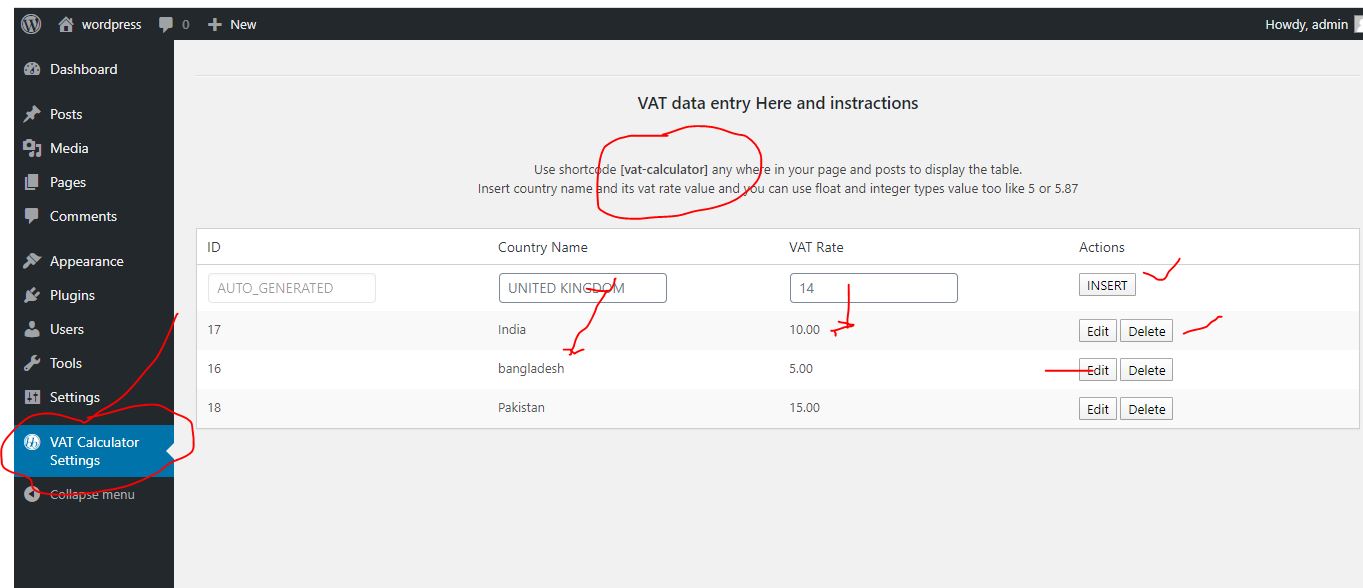 wordpress 0 New Howdy, admin
Dashboard
Posts
Media
Pages
Comments
Appearance
Plugins
Users
Tools
Settings
VAT Calculator
Settings
Collapse menu
VAT data entry Here and instractions
Use shortcode [vat-calculator] any where in your page and posts to display the table.
Insert country name and its vat rate value and you can use float and integer types value too like 5 or 5.87
ID Country Name VAT Rate Actions
AUTO_GENERATED UNITED KINGDOM 14 INSERT
17 India 10.00 Edit Delete
16 bangladesh 5.00 Edit Delete
18 Pakistan 15.00 Edit Delete